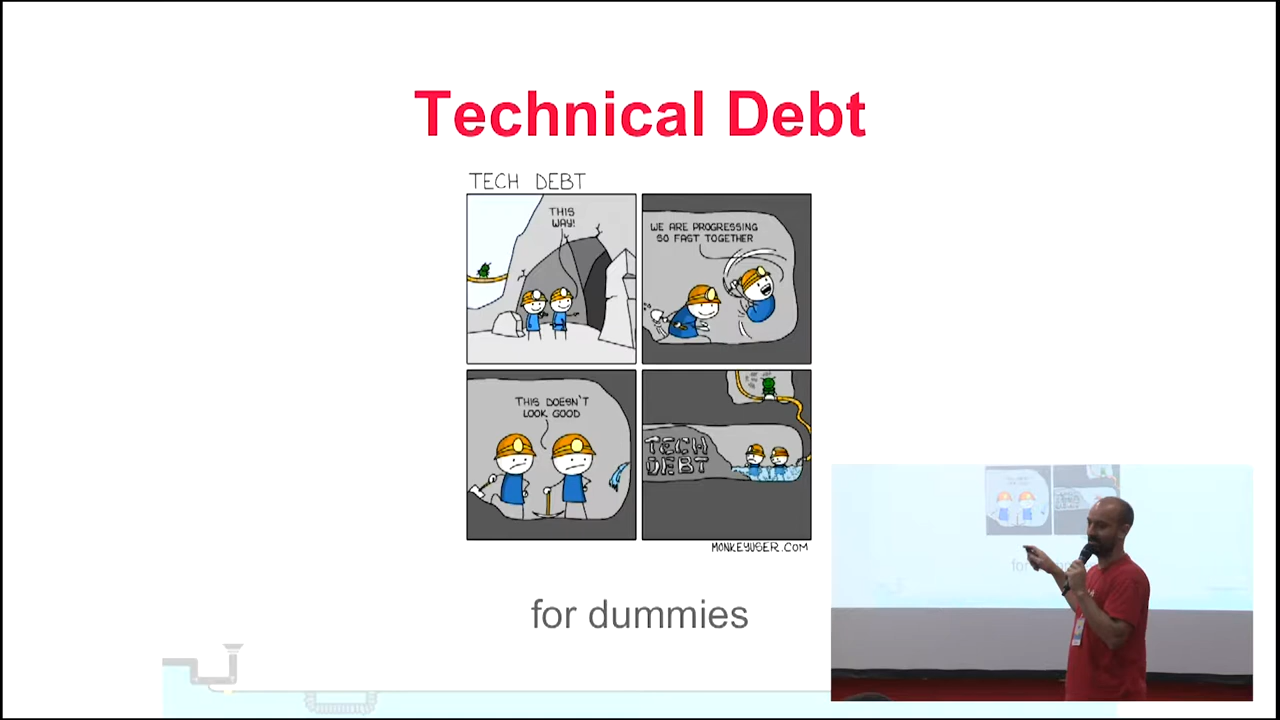 Technical Debt
TECH DEBT
THIS
WAY!
WE ARE PROGRESSING
SO FAST TOGETHER
THIS DOESN'T
LOOK GOOD
TECH
DEBT
MONKEYUSER.COM
for dummies
for